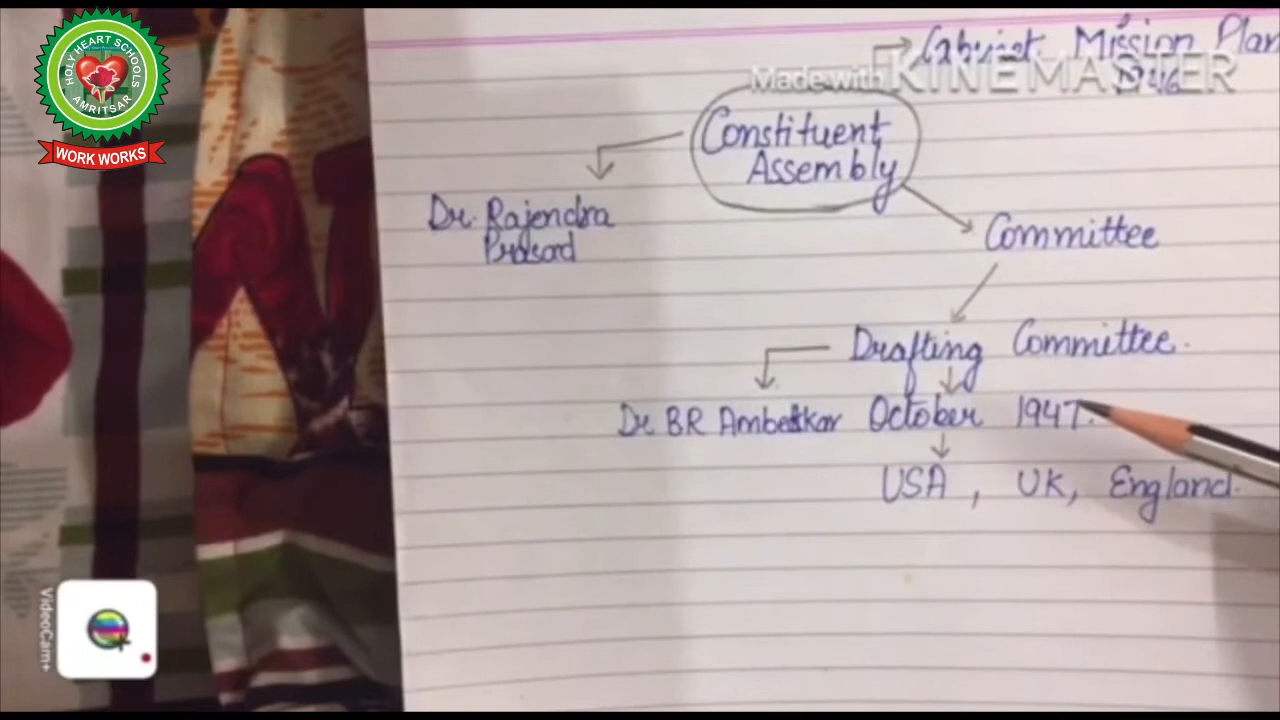 HOLY HEART SCHOOLS
AMRITSAR
WORK WORKS
Cabinet Mission Plan
1946
Made with KINEMASTER
Constituent
Assembly
Dr. Rajendra
Prasad
Committee
Drafting Committee.
Dr BR Ambedkar October 1947.
USA, UK, England.
VideoCam+